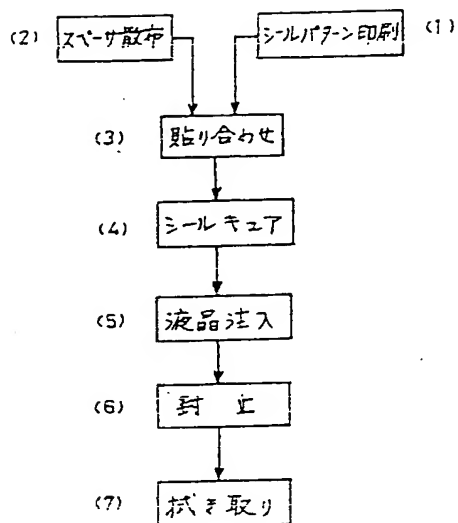 (2) スペーサ散布 シールパターン印刷 (1)
(3) 貼り合わせ
(4) シールキュア
(5) 液晶注入
(6) 封止
(7) 拭き取り